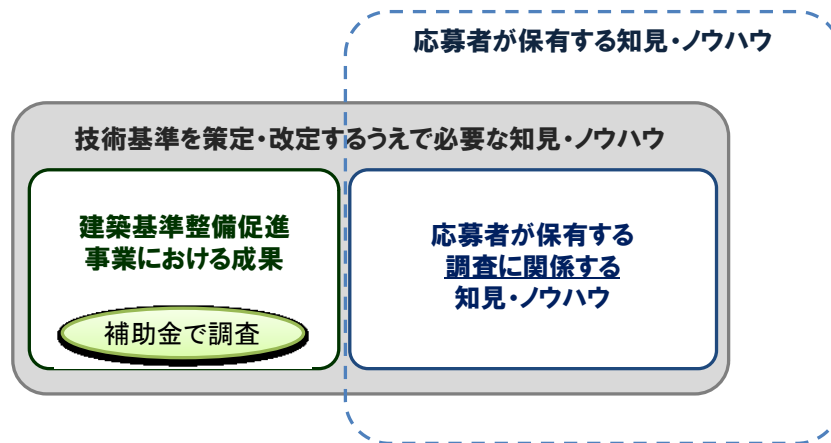 応募者が保有する知見・ノウハウ
技術基準を策定・改定するうえで必要な知見・ノウハウ
建築基準整備促進
事業における成果
補助金で調査
応募者が保有する
調査に関係する
知見・ノウハウ